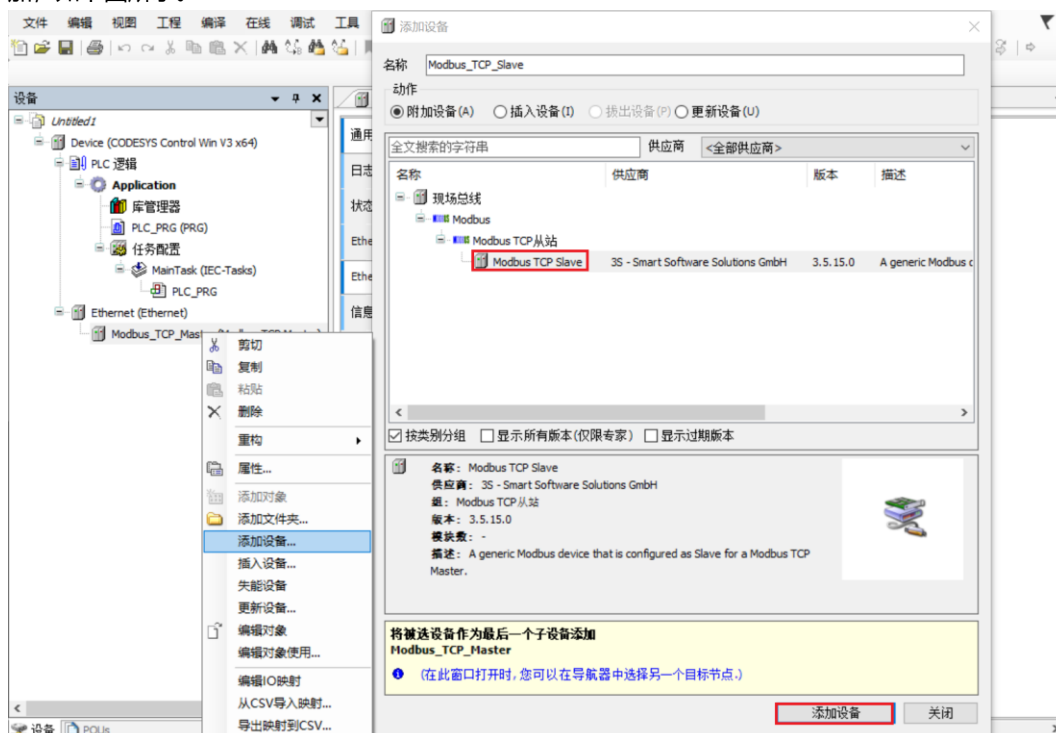 文件 编辑 视图 工程 编译 在线 调试 工具
添加设备
名称 Modbus_TCP_Slave
动作
附加设备(A) 插入设备(I) 拔出设备(P) 更新设备(U)
全文搜索的字符串 供应商 <全部供应商>
名称 供应商 版本 描述
现场总线
Modbus
Modbus TCP从站
Modbus TCP Slave 3S - Smart Software Solutions GmbH 3.5.15.0 A generic Modbus
按类别分组 显示所有版本(仅限专家) 显示过期版本
名称: Modbus TCP Slave
供应商: 3S - Smart Software Solutions GmbH
组: Modbus TCP从站
版本: 3.5.15.0
模块数: -
描述: A generic Modbus device that is configured as Slave for a Modbus TCP
Master.
将被选设备作为最后一个子设备添加
Modbus_TCP_Master
(在此窗口打开时,您可以在导航器中选择另一个目标节点.)
添加设备 关闭
设备
Untitled1
Device (CODESYS Control Win V3 x64)
PLC 逻辑
Application
库管理器
PLC_PRG (PRG)
任务配置
MainTask (IEC-Tasks)
PLC_PRG
Ethernet (Ethernet)
通用
日志
状态
Ethe
Ethe
信息
剪切
复制
粘贴
删除
重构
属性...
添加对象
添加文件夹...
添加设备...
插入设备...
失能设备
更新设备...
编辑对象
编辑对象使用...
编辑IO映射
从CSV导入映射...
导出映射到CSV...
设备 POUs